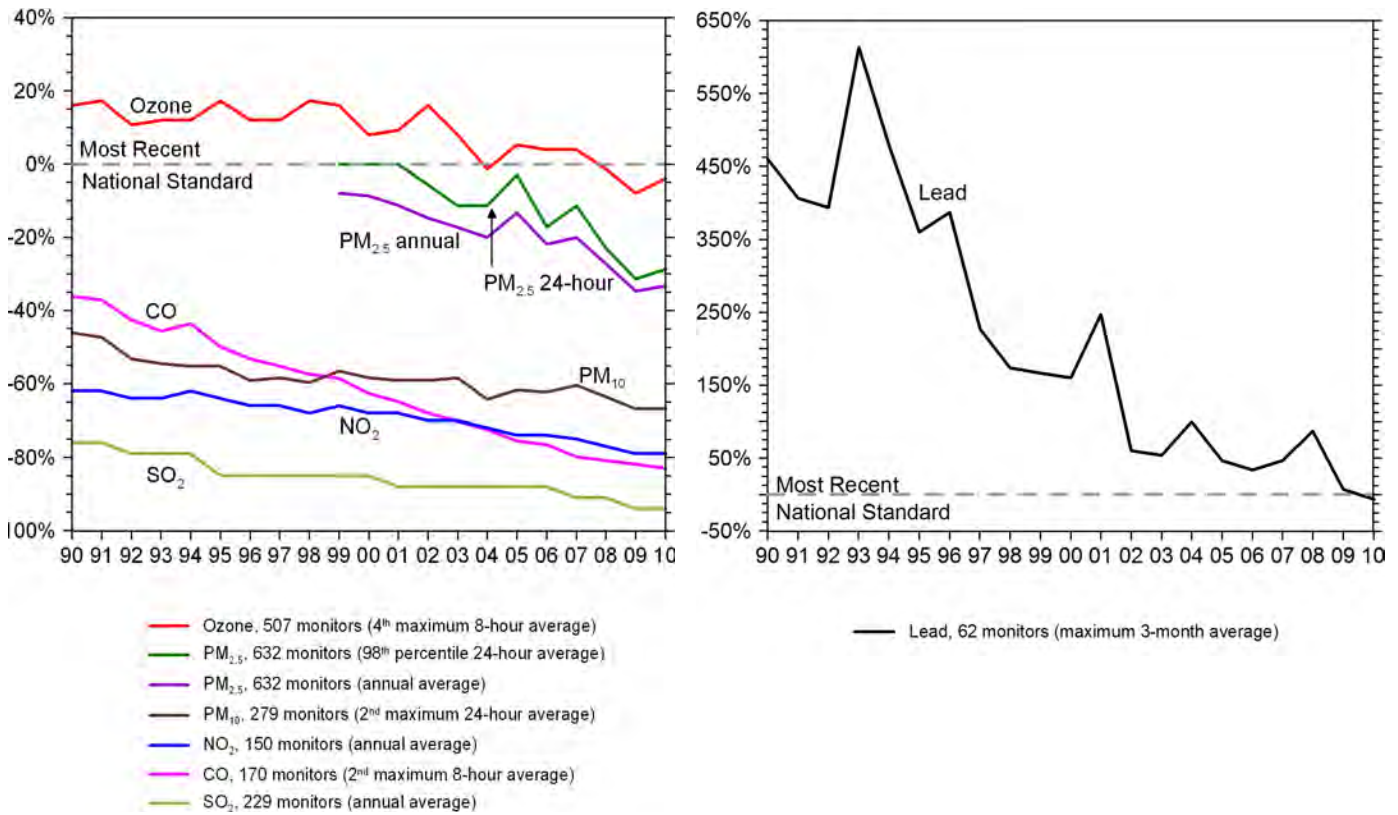 40%
20%
0%
-20%
-40%
-60%
-80%
100%
Ozone
Most Recent
National Standard
PM2.5 annual
PM2.5 24-hour
CO
PM10
NO2
SO2
90 91 92 93 94 95 96 97 98 99 00 01 02 03 04 05 06 07 08 09 10
Ozone, 507 monitors (4th maximum 8-hour average)
PM2.5, 632 monitors (98th percentile 24-hour average)
PM2.5, 632 monitors (annual average)
PM10, 279 monitors (2nd maximum 24-hour average)
NO2, 150 monitors (annual average)
CO, 170 monitors (2nd maximum 8-hour average)
SO2, 229 monitors (annual average)
650%
550%
450%
350%
250%
150%
50%
-50%
Lead
Most Recent
National Standard
90 91 92 93 94 95 96 97 98 99 00 01 02 03 04 05 06 07 08 09 10
Lead, 62 monitors (maximum 3-month average)